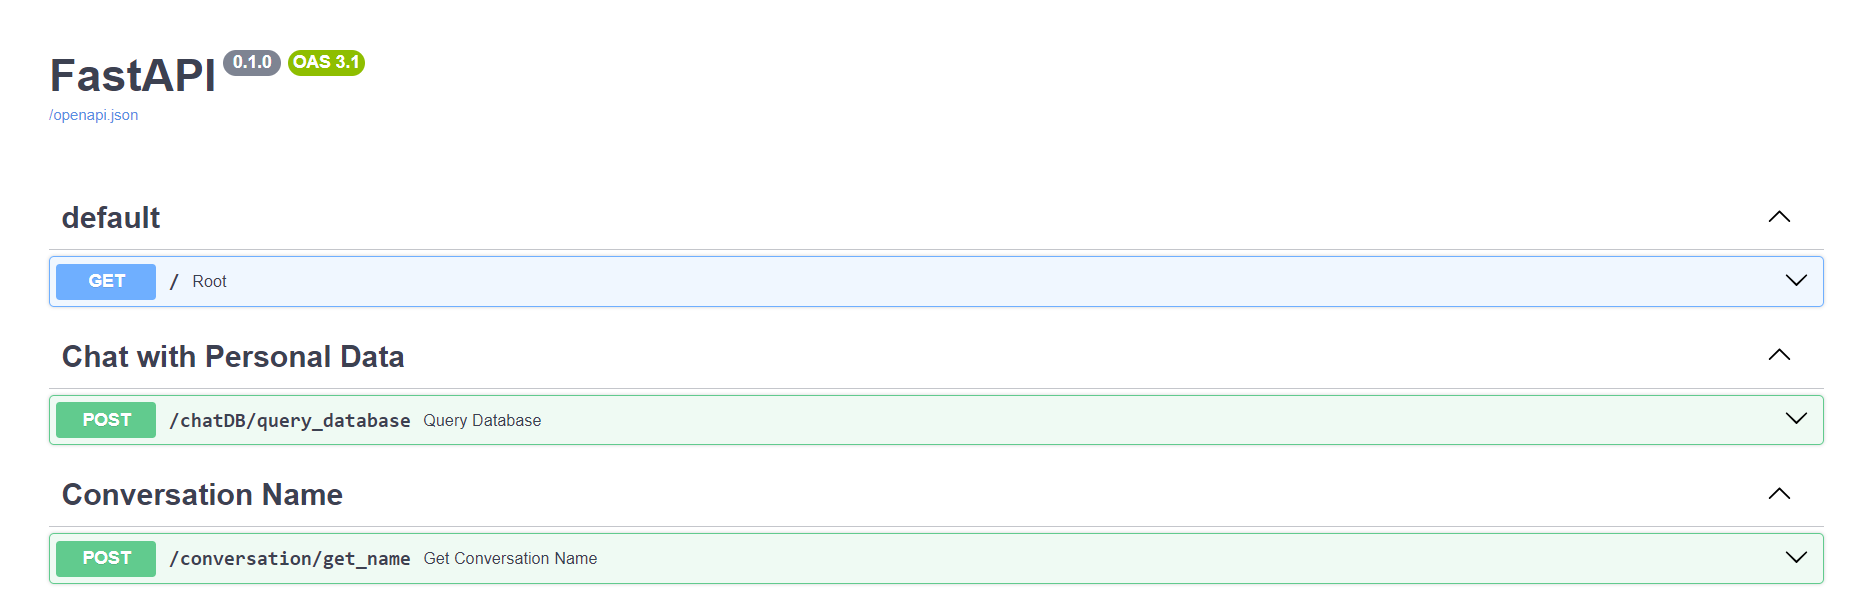 FastAPI 0.1.0 OAS 3.1
/openapi.json
default
GET / Root
Chat with Personal Data
POST /chatDB/query_database Query Database
Conversation Name
POST /conversation/get_name Get Conversation Name